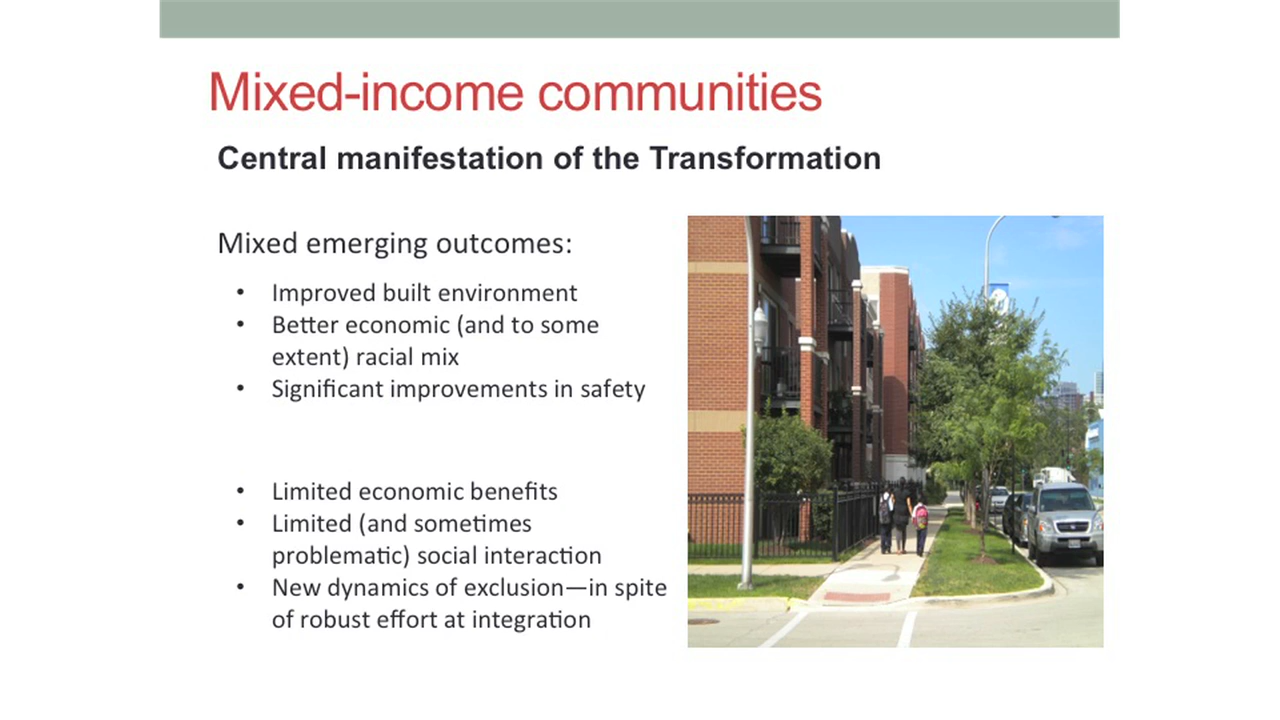 Mixed-income communities
Central manifestation of the Transformation
Mixed emerging outcomes:
• Improved built environment
• Better economic (and to some
extent) racial mix
• Significant improvements in safety
• Limited economic benefits
• Limited (and sometimes
problematic) social interaction
• New dynamics of exclusion—in spite
of robust effort at integration